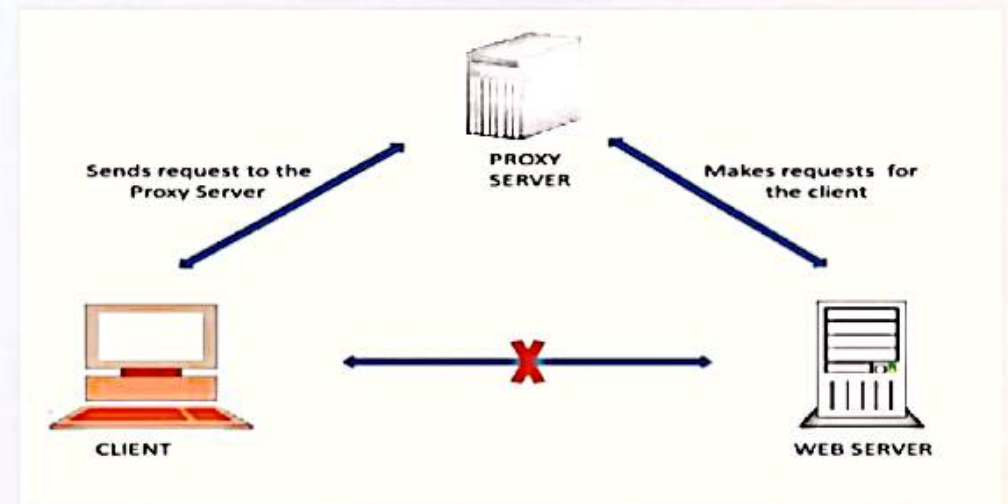 PROXY
SERVER
Sends request to the
Proxy Server
Makes requests for
the client
X
CLIENT
WEB SERVER